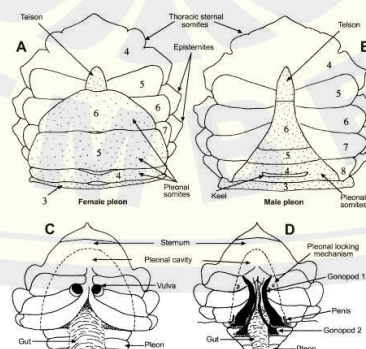 Telson
Thoracic sternal
somites
Telson
A
B
Episternites
4
5
6
7
6
5
4
3
Female pleon
Pleonal
somites
4
5
6
7
8
6
5
4
3
Keel
Male pleon
Pleonal
somites
C
D
Sternum
Pleonal cavity
Pleonal locking
mechanism
Vulva
Gonopod 1
Penis
Gonopod 2
Gut
Pleon
Gut
Pleon